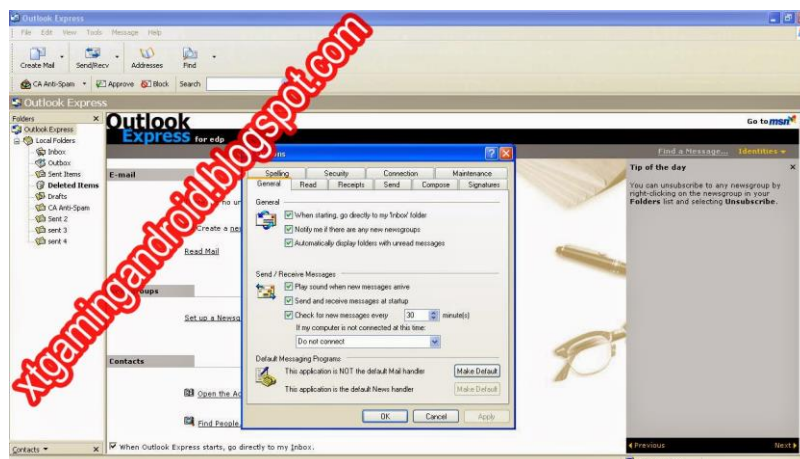 Outlook Express
File Edit View Tools Message Help
Create Mail Send/Recv Addresses Find
CA Anti-Spam Approve Block Search
Outlook Express
Folders
Outlook Express
Local Folders
Inbox
Outbox
Sent Items
Deleted Items
Drafts
CA Anti-Spam
Sent 2
sent 3
sent 4
Contacts
Outlook
Express for edp
Go to msn
Find a Message... Identities
E-mail
Create a
Read Mail
Set up a Newsg
Contacts
Open the Ad
Find People
When Outlook Express starts, go directly to my Inbox.
xtgamingandroid.blogspot.com
Spelling Security Connection Maintenance
General Read Receipts Send Compose Signatures
General
When starting, go directly to my 'Inbox' folder
Notify me if there are any new newsgroups
Automatically display folders with unread messages
Send / Receive Messages
Play sound when new messages arrive
Send and receive messages at startup
Check for new messages every 30 minute(s)
If my computer is not connected at this time:
Do not connect
Default Messaging Programs
This application is NOT the default Mail handler Make Default
This application is the default News handler Make Default
OK Cancel Apply
Tip of the day
You can unsubscribe to any newsgroup by
right-clicking on the newsgroup in your
Folders list and selecting Unsubscribe.
Previous Next